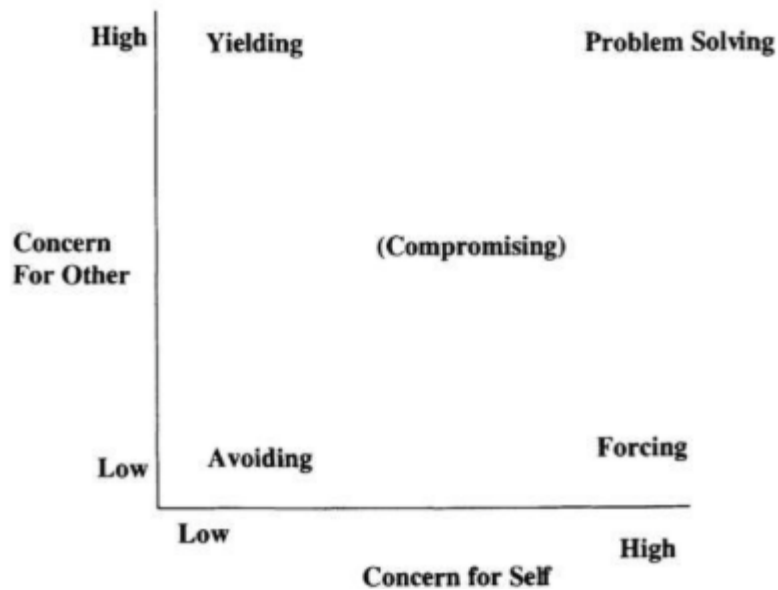 High
Yielding
Problem Solving
Concern
For Other
(Compromising)
Low
Avoiding
Forcing
Low
High
Concern for Self